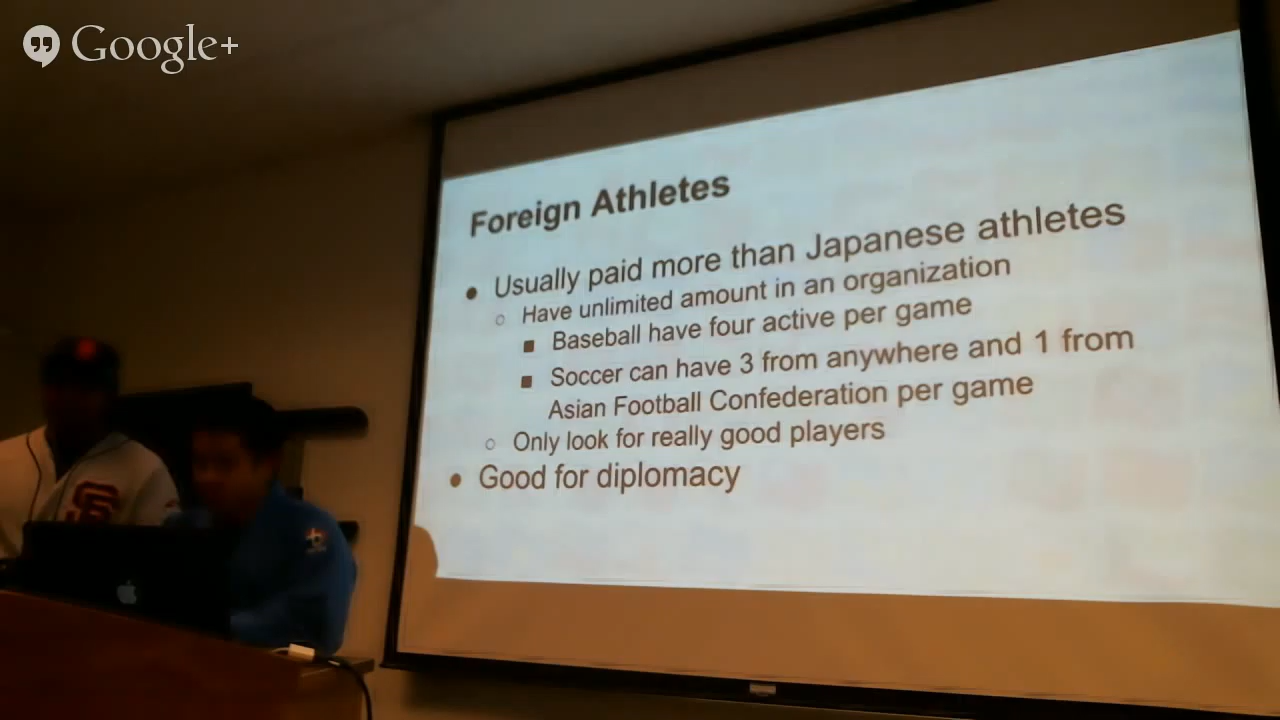 Google+
Foreign Athletes
Usually paid more than Japanese athletes
Have unlimited amount in an organization
Baseball have four active per game
Soccer can have 3 from anywhere and 1 from
Asian Football Confederation per game
Only look for really good players
Good for diplomacy
SF